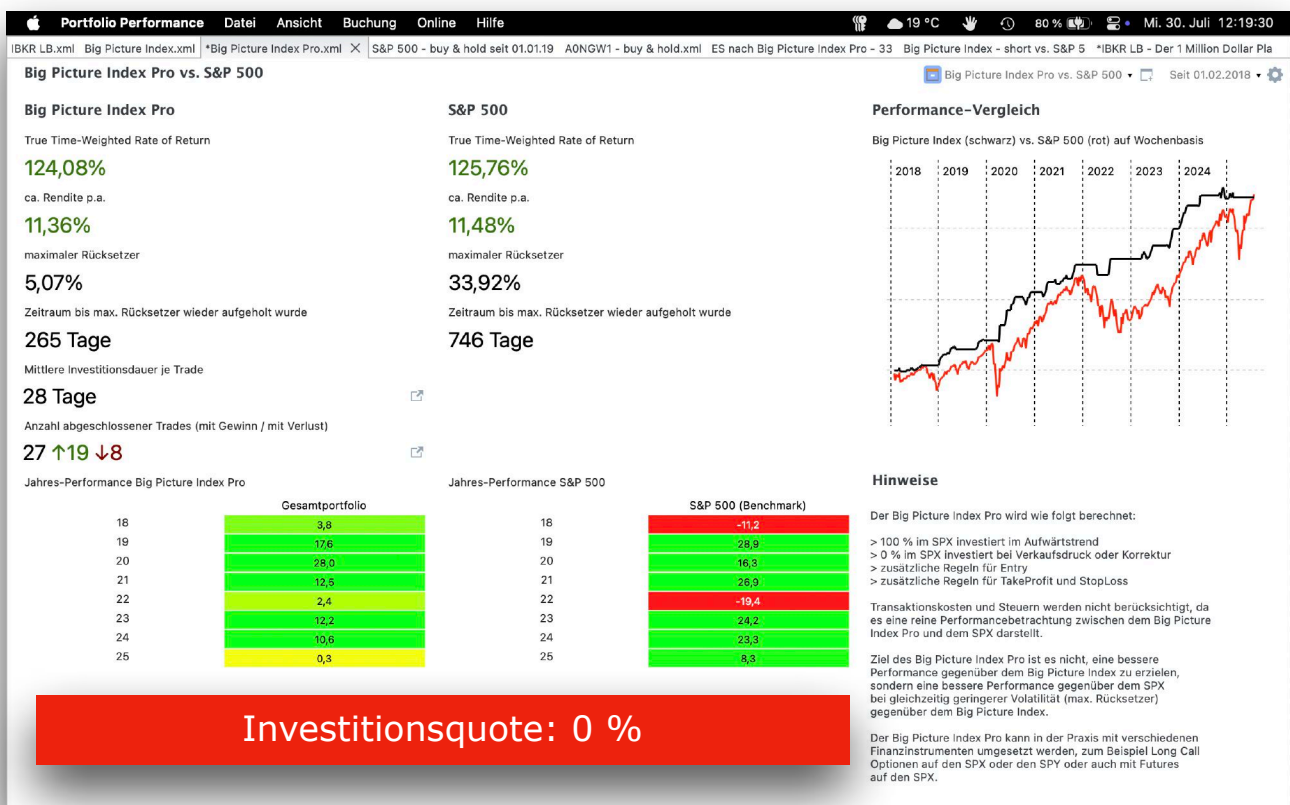 Portfolio Performance Datei Ansicht Buchung Online Hilfe 19 °C 80 % Mi. 30. Juli 12:19:30
IBKR LB.xml Big Picture Index.xml *Big Picture Index Pro.xml S&P 500 - buy & hold seit 01.01.19 A0NGW1 - buy & hold.xml ES nach Big Picture Index Pro - 33 Big Picture Index - short vs. S&P 5 *IBKR LB - Der 1 Million Dollar Pla
Big Picture Index Pro vs. S&P 500
Big Picture Index Pro vs. S&P 500 Seit 01.02.2018
Big Picture Index Pro
True Time-Weighted Rate of Return
124,08%
ca. Rendite p.a.
11,36%
maximaler Rücksetzer
5,07%
Zeitraum bis max. Rücksetzer wieder aufgeholt wurde
265 Tage
Mittlere Investitionsdauer je Trade
28 Tage
Anzahl abgeschlossener Trades (mit Gewinn / mit Verlust)
27 ↑19 ↓8
Jahres-Performance Big Picture Index Pro
Gesamtportfolio
18 3,8
19 17,6
20 28,0
21 12,5
22 2,4
23 12,2
24 10,6
25 0,3
S&P 500
True Time-Weighted Rate of Return
125,76%
ca. Rendite p.a.
11,48%
maximaler Rücksetzer
33,92%
Zeitraum bis max. Rücksetzer wieder aufgeholt wurde
746 Tage
Jahres-Performance S&P 500
S&P 500 (Benchmark)
18 -11,2
19 28,9
20 16,3
21 26,9
22 -19,4
23 24,2
24 23,3
25 8,3
Investitionsquote: 0 %
Performance-Vergleich
Big Picture Index (schwarz) vs. S&P 500 (rot) auf Wochenbasis
2018 2019 2020 2021 2022 2023 2024
Hinweise
Der Big Picture Index Pro wird wie folgt berechnet:
> 100 % im SPX investiert im Aufwärtstrend
> 0 % im SPX investiert bei Verkaufsdruck oder Korrektur
> zusätzliche Regeln für Entry
> zusätzliche Regeln für TakeProfit und StopLoss
Transaktionskosten und Steuern werden nicht berücksichtigt, da
es eine reine Performancebetrachtung zwischen dem Big Picture
Index Pro und dem SPX darstellt.
Ziel des Big Picture Index Pro ist es nicht, eine bessere
Performance gegenüber dem Big Picture Index zu erzielen,
sondern eine bessere Performance gegenüber dem SPX
bei gleichzeitig geringerer Volatilität (max. Rücksetzer)
gegenüber dem Big Picture Index.
Der Big Picture Index Pro kann in der Praxis mit verschiedenen
Finanzinstrumenten umgesetzt werden, zum Beispiel Long Call
Optionen auf den SPX oder den SPY oder auch mit Futures
auf den SPX.